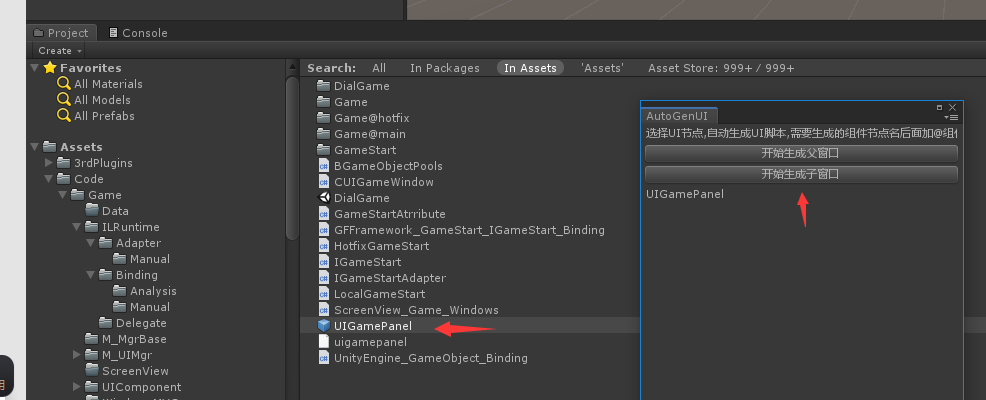 Project
Console
Create
Favorites
All Materials
All Models
All Prefabs
Assets
3rdPlugins
Code
Game
Data
ILRuntime
Adapter
Manual
Binding
Analysis
Manual
Delegate
M_MgrBase
M_UIMgr
ScreenView
UIComponent
Search: All In Packages In Assets 'Assets' Asset Store: 999+ / 999+
DialGame
Game
Game@hotfix
Game@main
GameStart
BGameObjectPools
CUIGameWindow
DialGame
GameStartAtrribute
GFFramework_GameStart_IGameStart_Binding
HotfixGameStart
IGameStart
IGameStartAdapter
LocalGameStart
ScreenView_Game_Windows
UIGamePanel
uigamepanel
UnityEngine_GameObject_Binding
AutoGenUI
选择UI节点,自动生成UI脚本,需要生成的组件节点名后面加@组
开始生成父窗口
开始生成子窗口
UIGamePanel